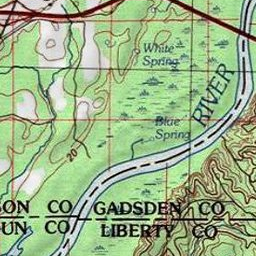 White
Spring
RIVER
Blue
Spring
20
SON CO GADSDEN CO
UN CO LIBERTY CO